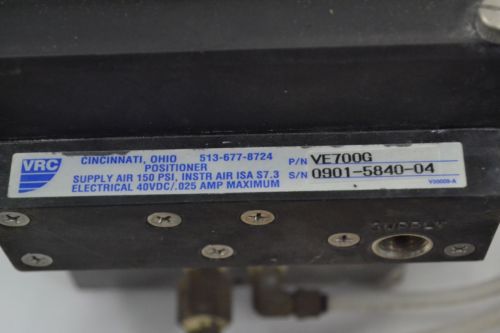 VRC
CINCINNATI, OHIO 513-677-8724
POSITIONER
SUPPLY AIR 150 PSI, INSTR AIR ISA S7.3
ELECTRICAL 40VDC/.025 AMP MAXIMUM
P/N VE700G
S/N 0901-5840-04
SUPPLY